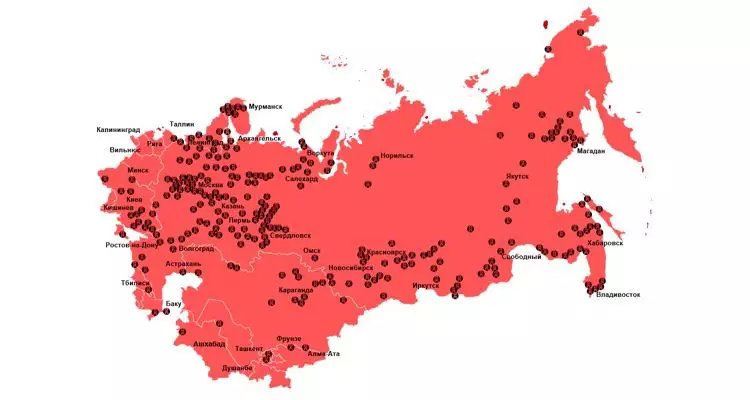 Мурманск
Таллин
Калининград
Рига
Ленинград
Архангельск
Вильнюс
Воркута
Норильск
Магадан
Минск
Салехард
Москва
Якутск
Киев
Кишинев
Казань
Пермь
Свердловск
Ростов-на-Дону
Волгоград
Омск
Красноярск
Свободный
Хабаровск
Астрахань
Новосибирск
Иркутск
Тбилиси
Караганда
Владивосток
Баку
Фрунзе
Ашхабад
Ташкент
Алма-Ата
Душанбе